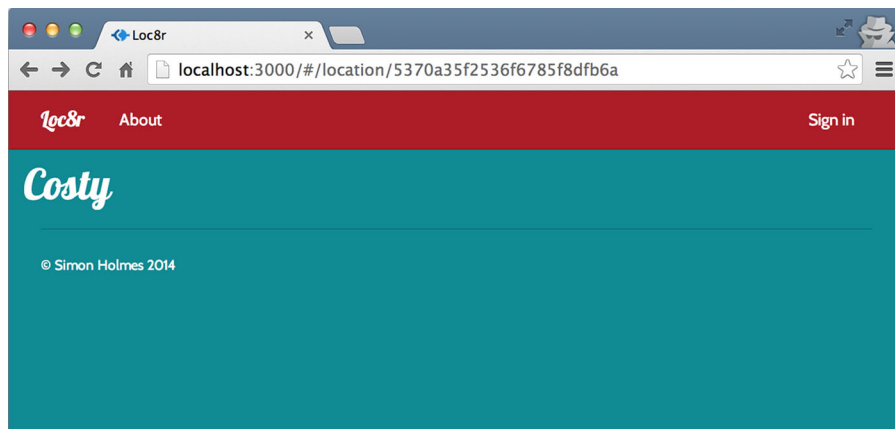 Loc8r
localhost:3000/#/location/5370a35f2536f6785f8dfb6a
Loc8r About Sign in
Costy
© Simon Holmes 2014